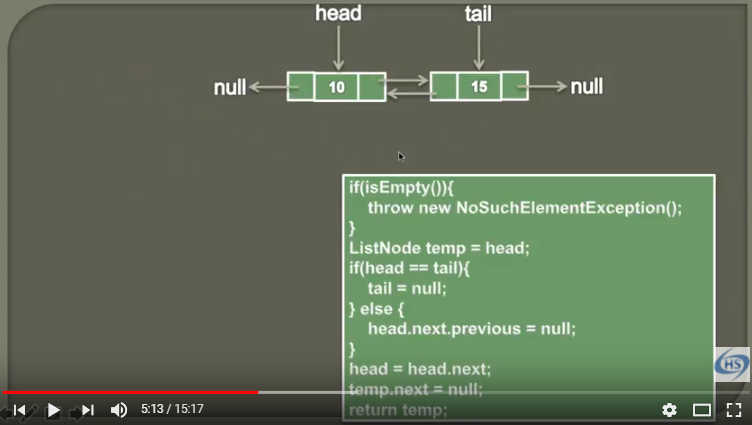 head tail
null 10 15 null
if(isEmpty()){
throw new NoSuchElementException();
}
ListNode temp = head;
if(head == tail){
tail = null;
} else {
head.next.previous = null;
}
head = head.next;
temp.next = null;
return temp;
HS
5:13 / 15:17